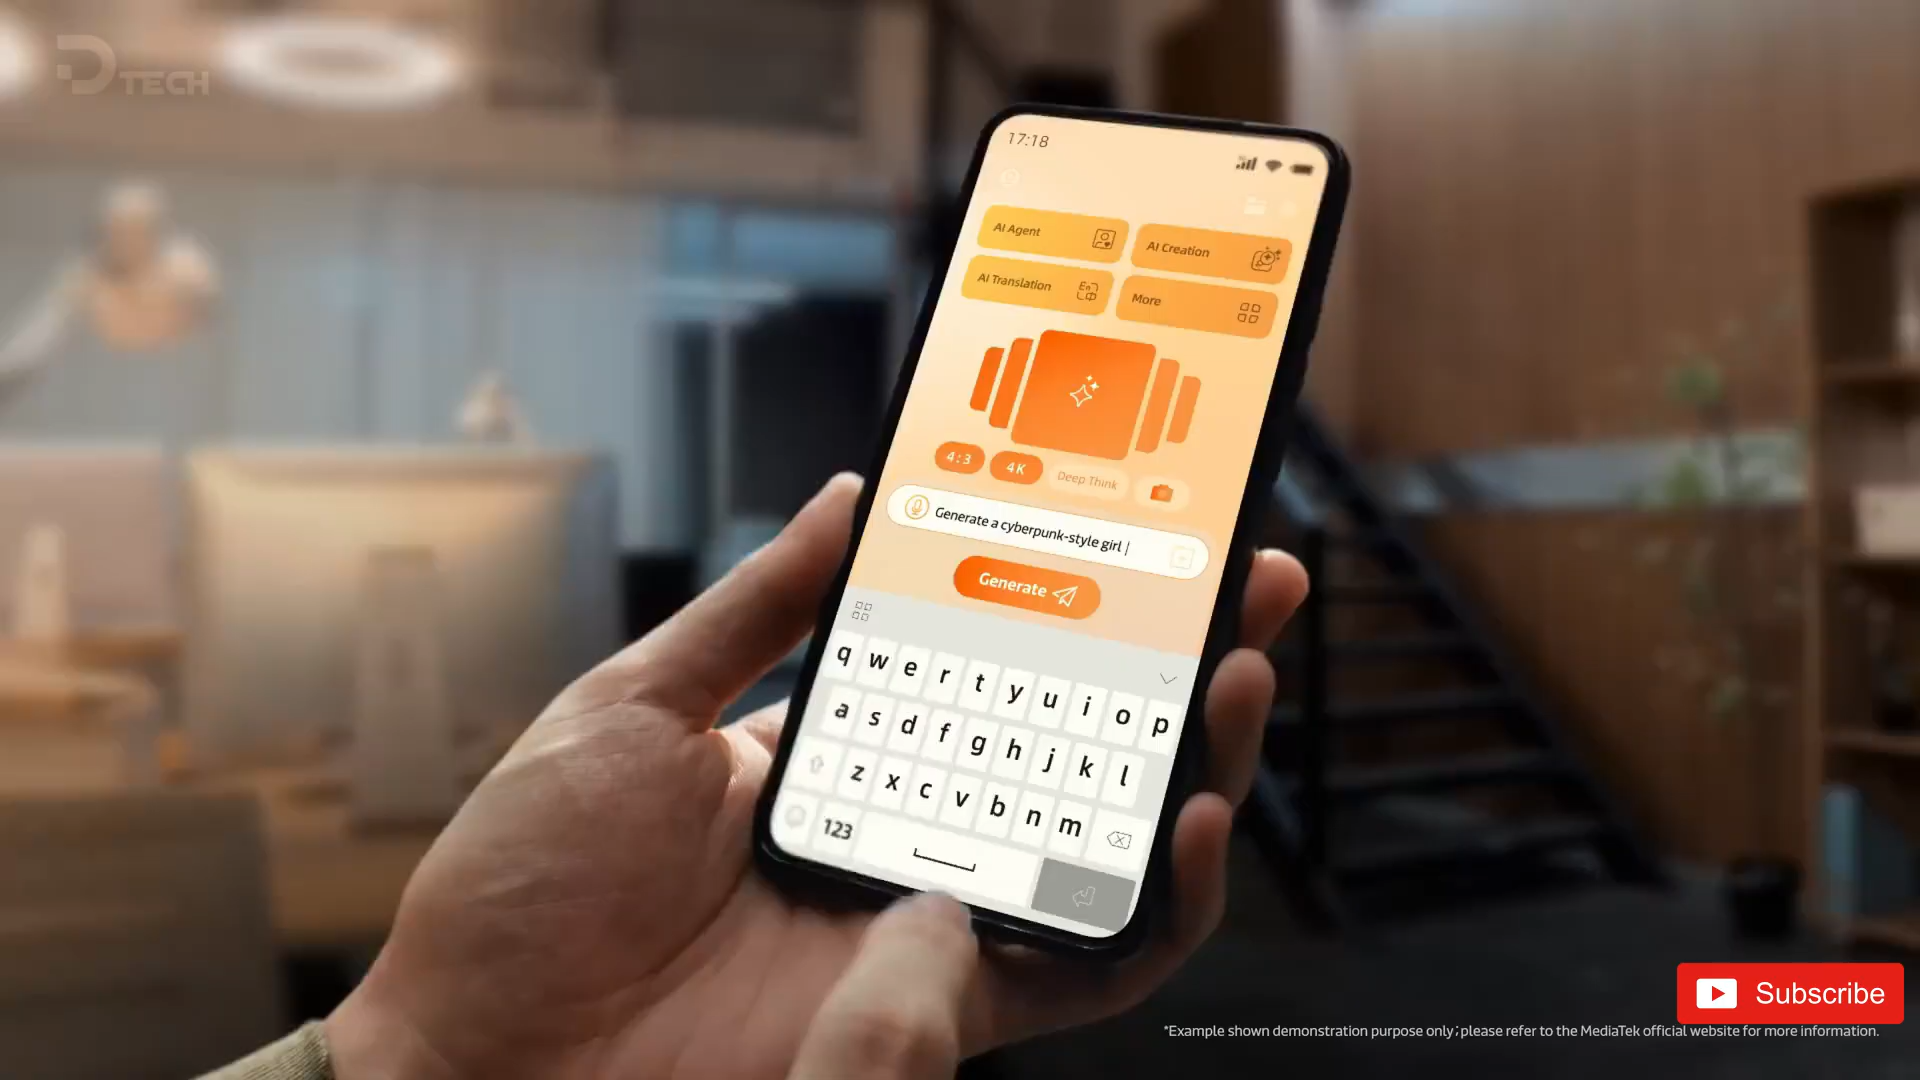 D TECH
17:18
AI Agent
AI Creation
AI Translation
More
4:3
4K
Deep Think
Generate a cyberpunk-style girl |
Generate
q w e r t y u i o p
a s d f g h j k l
z x c v b n m
123
Subscribe
*Example shown demonstration purpose only; please refer to the MediaTek official website for more information.